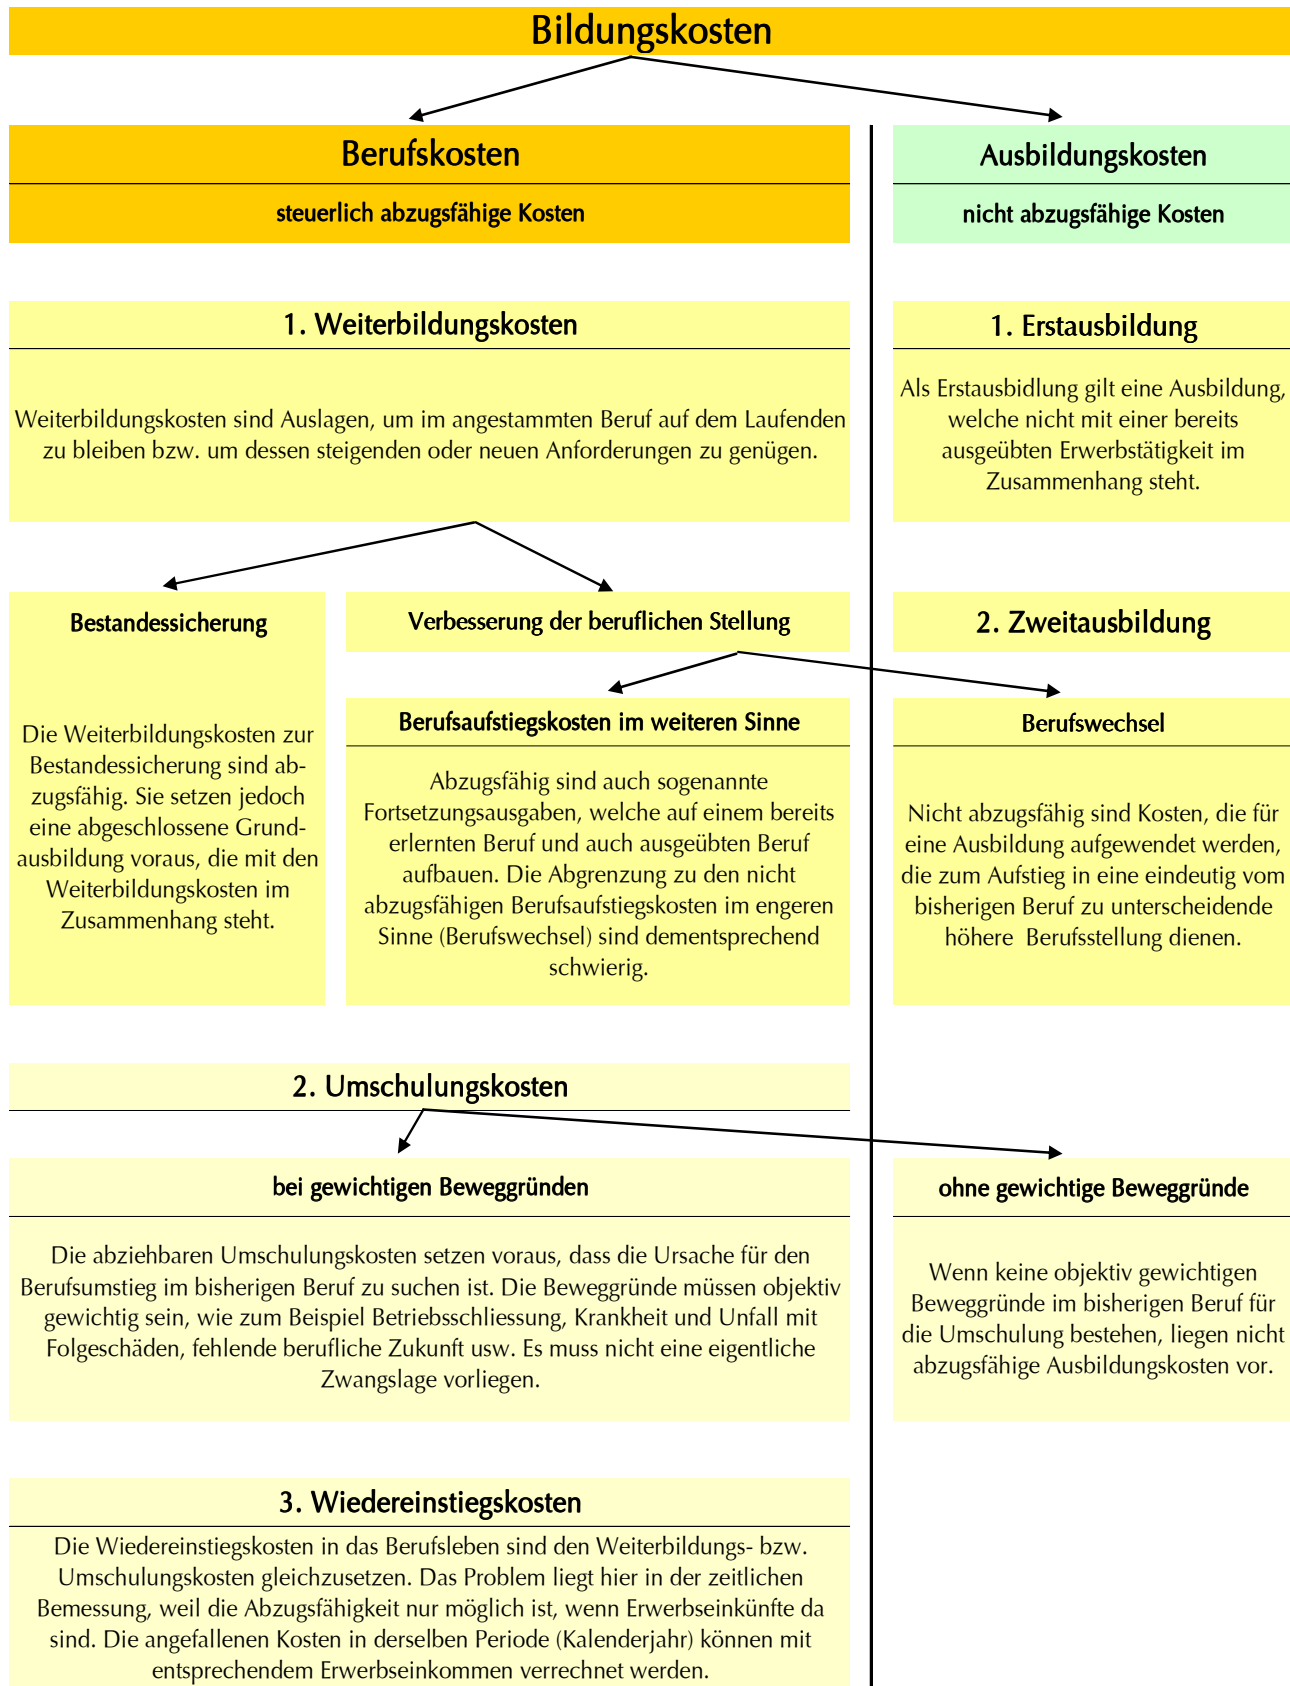 Bildungskosten
Berufskosten
steuerlich abzugsfähige Kosten
Ausbildungskosten
nicht abzugsfähige Kosten
1. Weiterbildungskosten
Weiterbildungskosten sind Auslagen, um im angestammten Beruf auf dem Laufenden
zu bleiben bzw. um dessen steigenden oder neuen Anforderungen zu genügen.
1. Erstausbildung
Als Erstausbidlung gilt eine Ausbildung,
welche nicht mit einer bereits
ausgeübten Erwerbstätigkeit im
Zusammenhang steht.
Bestandessicherung
Die Weiterbildungskosten zur
Bestandessicherung sind ab-
zugsfähig. Sie setzen jedoch
eine abgeschlossene Grund-
ausbildung voraus, die mit den
Weiterbildungskosten im
Zusammenhang steht.
Verbesserung der beruflichen Stellung
Berufsaufstiegskosten im weiteren Sinne
Abzugsfähig sind auch sogenannte
Fortsetzungsausgaben, welche auf einem bereits
erlernten Beruf und auch ausgeübten Beruf
aufbauen. Die Abgrenzung zu den nicht
abzugsfähigen Berufsaufstiegskosten im engeren
Sinne (Berufswechsel) sind dementsprechend
schwierig.
2. Zweitausbildung
Berufswechsel
Nicht abzugsfähig sind Kosten, die für
eine Ausbildung aufgewendet werden,
die zum Aufstieg in eine eindeutig vom
bisherigen Beruf zu unterscheidende
höhere  Berufsstellung dienen.
2. Umschulungskosten
bei gewichtigen Beweggründen
Die abziehbaren Umschulungskosten setzen voraus, dass die Ursache für den
Berufsumstieg im bisherigen Beruf zu suchen ist. Die Beweggründe müssen objektiv
gewichtig sein, wie zum Beispiel Betriebsschliessung, Krankheit und Unfall mit
Folgeschäden, fehlende berufliche Zukunft usw. Es muss nicht eine eigentliche
Zwangslage vorliegen.
ohne gewichtige Beweggründe
Wenn keine objektiv gewichtigen
Beweggründe im bisherigen Beruf für
die Umschulung bestehen, liegen nicht
abzugsfähige Ausbildungskosten vor.
3. Wiedereinstiegskosten
Die Wiedereinstiegskosten in das Berufsleben sind den Weiterbildungs- bzw.
Umschulungskosten gleichzusetzen. Das Problem liegt hier in der zeitlichen
Bemessung, weil die Abzugsfähigkeit nur möglich ist, wenn Erwerbseinkünfte da
sind. Die angefallenen Kosten in derselben Periode (Kalenderjahr) können mit
entsprechendem Erwerbseinkommen verrechnet werden.